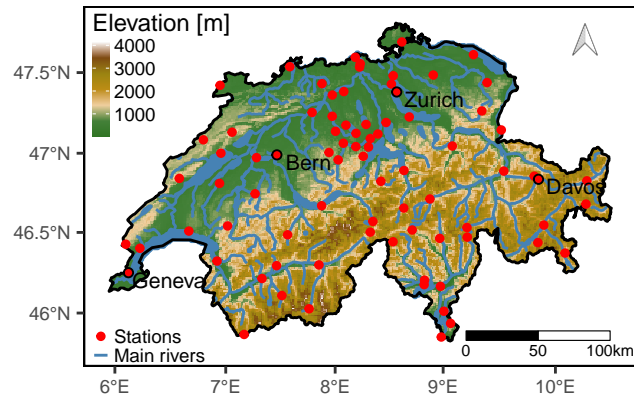 Elevation [m]
4000
3000
2000
1000
47.5°N
47°N
46.5°N
46°N
Zurich
Bern
Davos
Geneva
Stations
Main rivers
0 50 100km
6°E 7°E 8°E 9°E 10°E